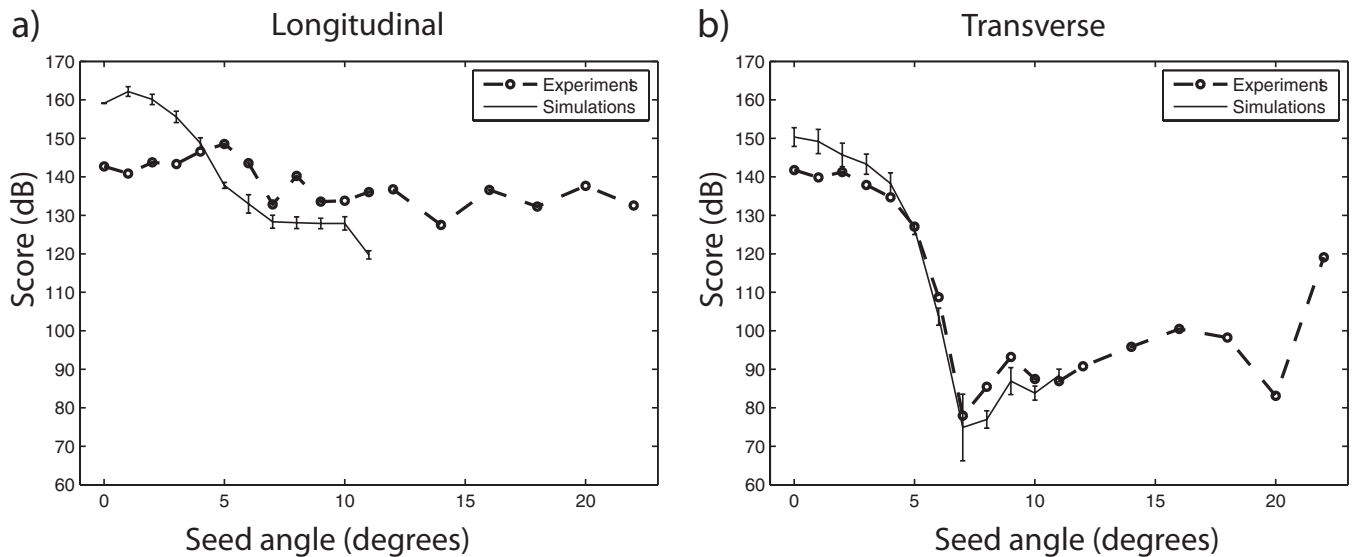 a)
Longitudinal
170
160
150
140
130
120
110
100
90
80
70
60
0
5
10
15
20
Score (dB)
Seed angle (degrees)
Experiments
Simulations
b)
Transverse
170
160
150
140
130
120
110
100
90
80
70
60
0
5
10
15
20
Score (dB)
Seed angle (degrees)
Experiments
Simulations